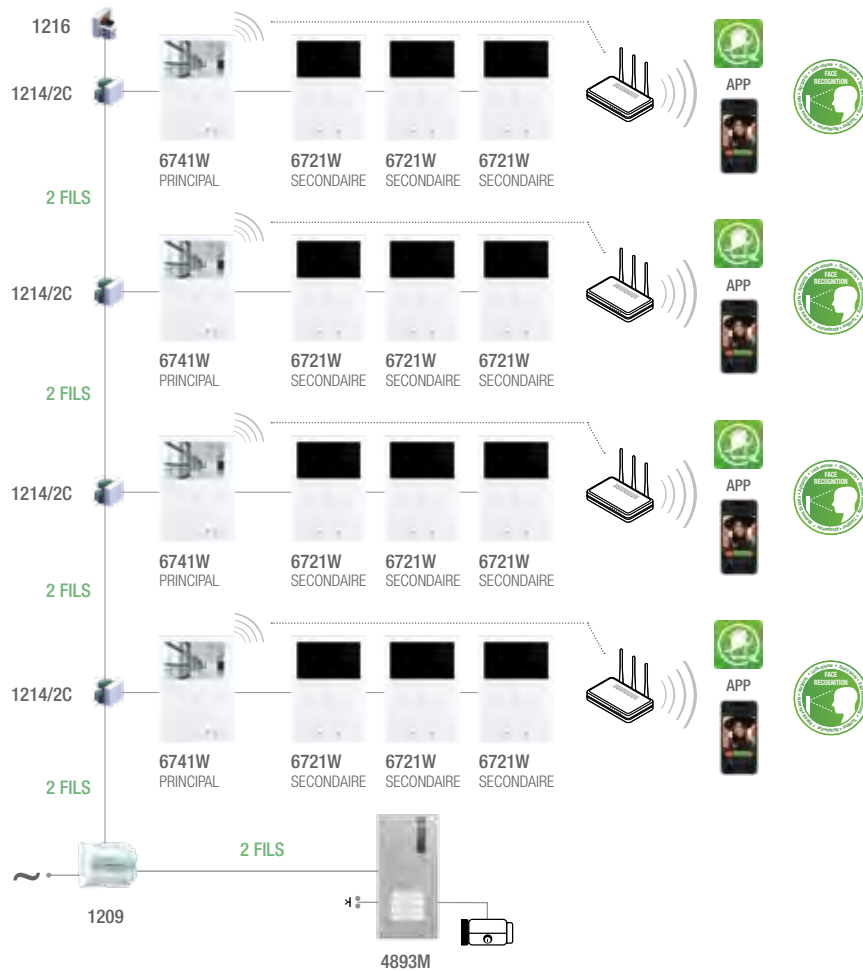 1216
1214/2C
6741W
PRINCIPAL
6721W
SECONDAIRE
6721W
SECONDAIRE
6721W
SECONDAIRE
APP
FACE
RECOGNITION
2 FILS
1214/2C
6741W
PRINCIPAL
6721W
SECONDAIRE
6721W
SECONDAIRE
6721W
SECONDAIRE
APP
FACE
RECOGNITION
2 FILS
1214/2C
6741W
PRINCIPAL
6721W
SECONDAIRE
6721W
SECONDAIRE
6721W
SECONDAIRE
APP
FACE
RECOGNITION
2 FILS
1214/2C
6741W
PRINCIPAL
6721W
SECONDAIRE
6721W
SECONDAIRE
6721W
SECONDAIRE
APP
FACE
RECOGNITION
2 FILS
2 FILS
1209
4893M